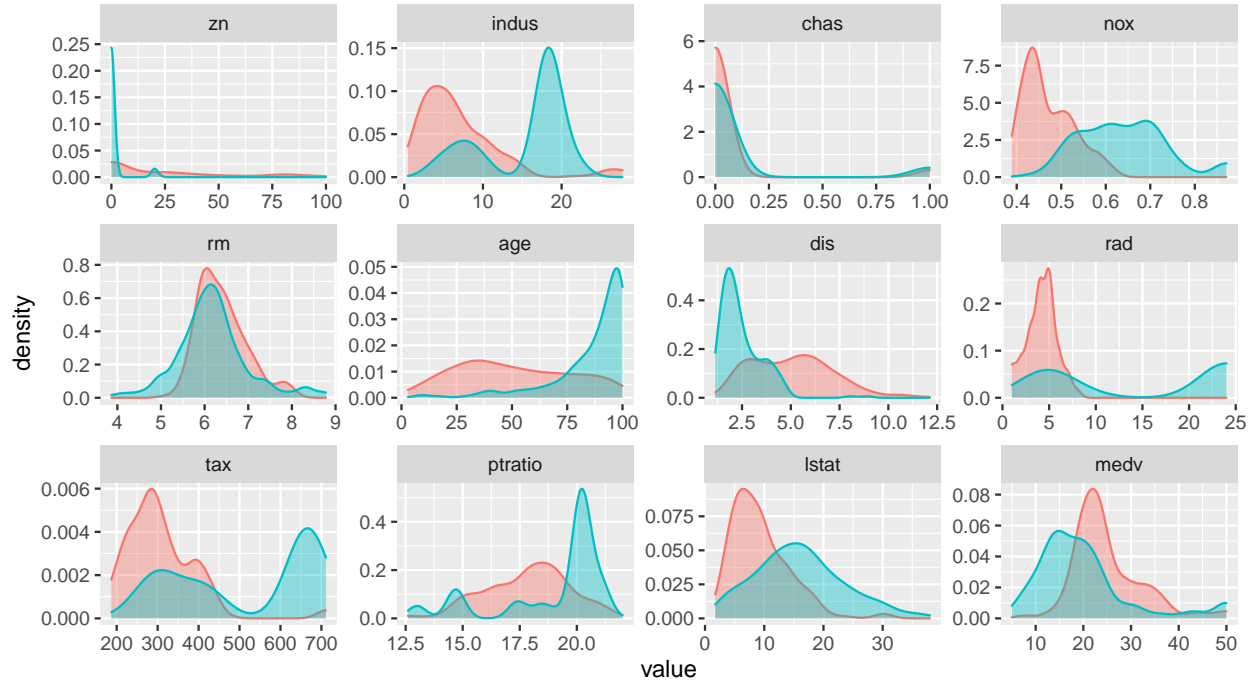 zn indus chas nox
0.25 0.20 0.15 0.10 0.05 0.00
0 25 50 75 100
0.15 0.10 0.05 0.00
0 10 20
6 4 2 0
0.00 0.25 0.50 0.75 1.00
7.5 5.0 2.5 0.0
0.4 0.5 0.6 0.7 0.8
density
rm age dis rad
0.8 0.6 0.4 0.2 0.0
4 5 6 7 8 9
0.05 0.04 0.03 0.02 0.01 0.00
0 25 50 75 100
0.4 0.2 0.0
2.5 5.0 7.5 10.0 12.5
0.2 0.1 0.0
0 5 10 15 20 25
tax ptratio lstat medv
0.006 0.004 0.002 0.000
200 300 400 500 600 700
0.4 0.2 0.0
12.5 15.0 17.5 20.0
0.075 0.050 0.025 0.000
0 10 20 30
0.08 0.06 0.04 0.02 0.00
10 20 30 40 50
value